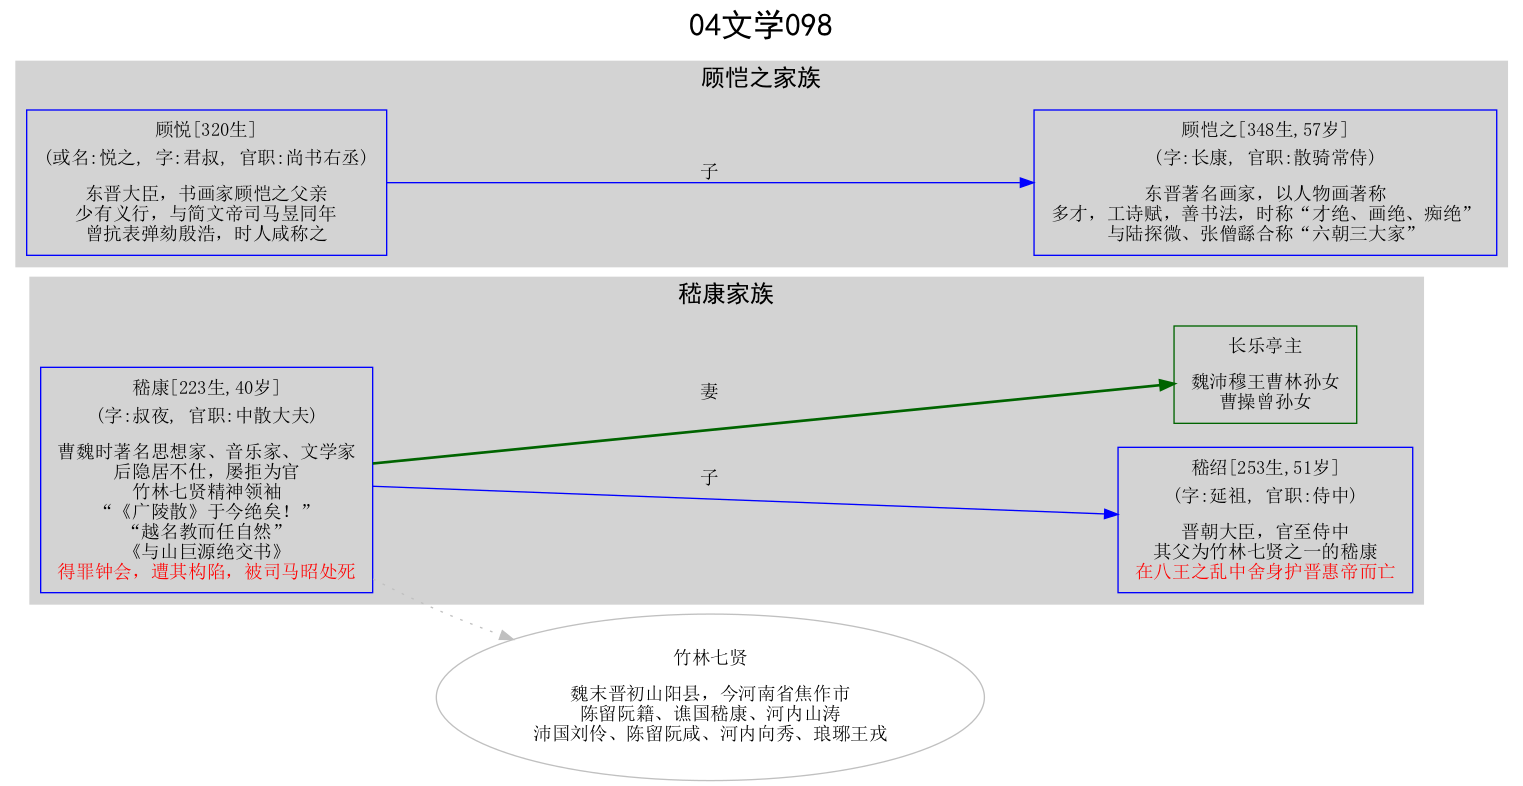 04文学098
顾恺之家族
顾悦[320生]
(或名:悦之, 字:君叔, 官职:尚书右丞)
东晋大臣，书画家顾恺之父亲
少有义行，与简文帝司马昱同年
曾抗表弹劾殷浩，时人咸称之
子
顾恺之[348生,57岁]
(字:长康, 官职:散骑常侍)
东晋著名画家，以人物画著称
多才，工诗赋，善书法，时称“才绝、画绝、痴绝”
与陆探微、张僧繇合称“六朝三大家”
嵇康家族
嵇康[223生,40岁]
(字:叔夜, 官职:中散大夫)
曹魏时著名思想家、音乐家、文学家
后隐居不仕，屡拒为官
竹林七贤精神领袖
“《广陵散》于今绝矣！”
“越名教而任自然”
《与山巨源绝交书》
得罪钟会，遭其构陷，被司马昭处死
妻
长乐亭主
魏沛穆王曹林孙女
曹操曾孙女
子
嵇绍[253生,51岁]
(字:延祖, 官职:侍中)
晋朝大臣，官至侍中
其父为竹林七贤之一的嵇康
在八王之乱中舍身护晋惠帝而亡
竹林七贤
魏末晋初山阳县，今河南省焦作市
陈留阮籍、谯国嵇康、河内山涛
沛国刘伶、陈留阮咸、河内向秀、琅琊王戎